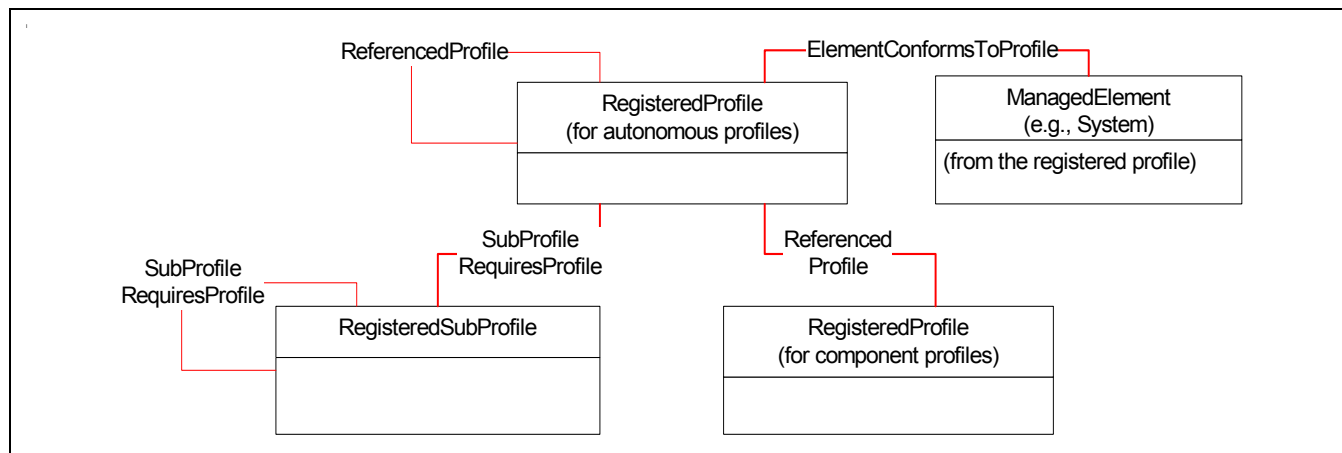 ReferencedProfile
ElementConformsToProfile
RegisteredProfile
(for autonomous profiles)
ManagedElement
(e.g., System)
(from the registered profile)
SubProfile
RequiresProfile
Referenced
Profile
SubProfile
RequiresProfile
RegisteredSubProfile
RegisteredProfile
(for component profiles)